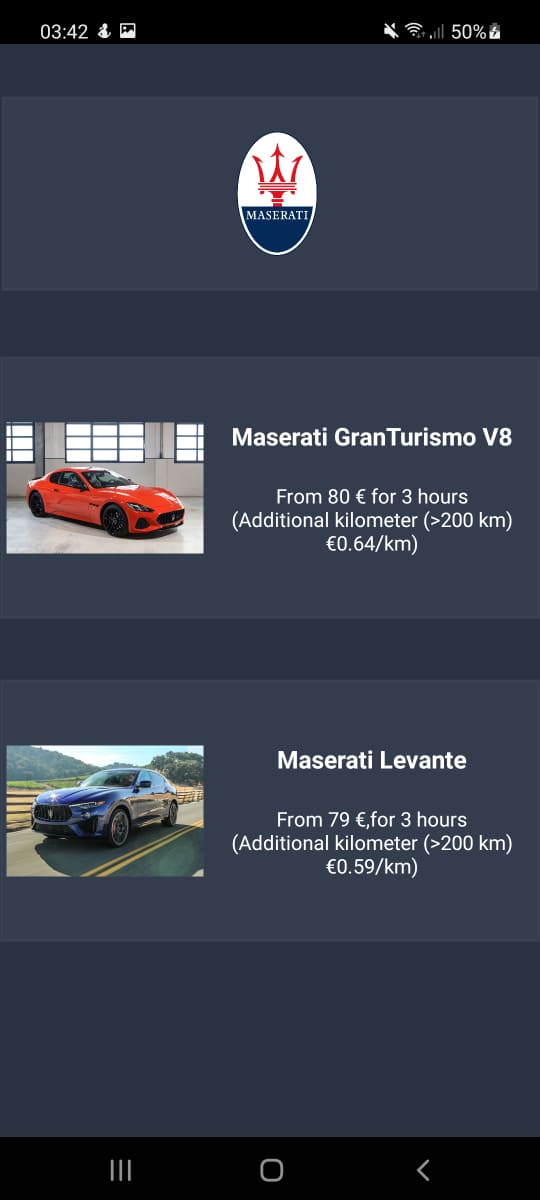 03:42
50%
MASERATI
Maserati GranTurismo V8
From 80 € for 3 hours
(Additional kilometer (>200 km)
€0.64/km)
Maserati Levante
From 79 €,for 3 hours
(Additional kilometer (>200 km)
€0.59/km)